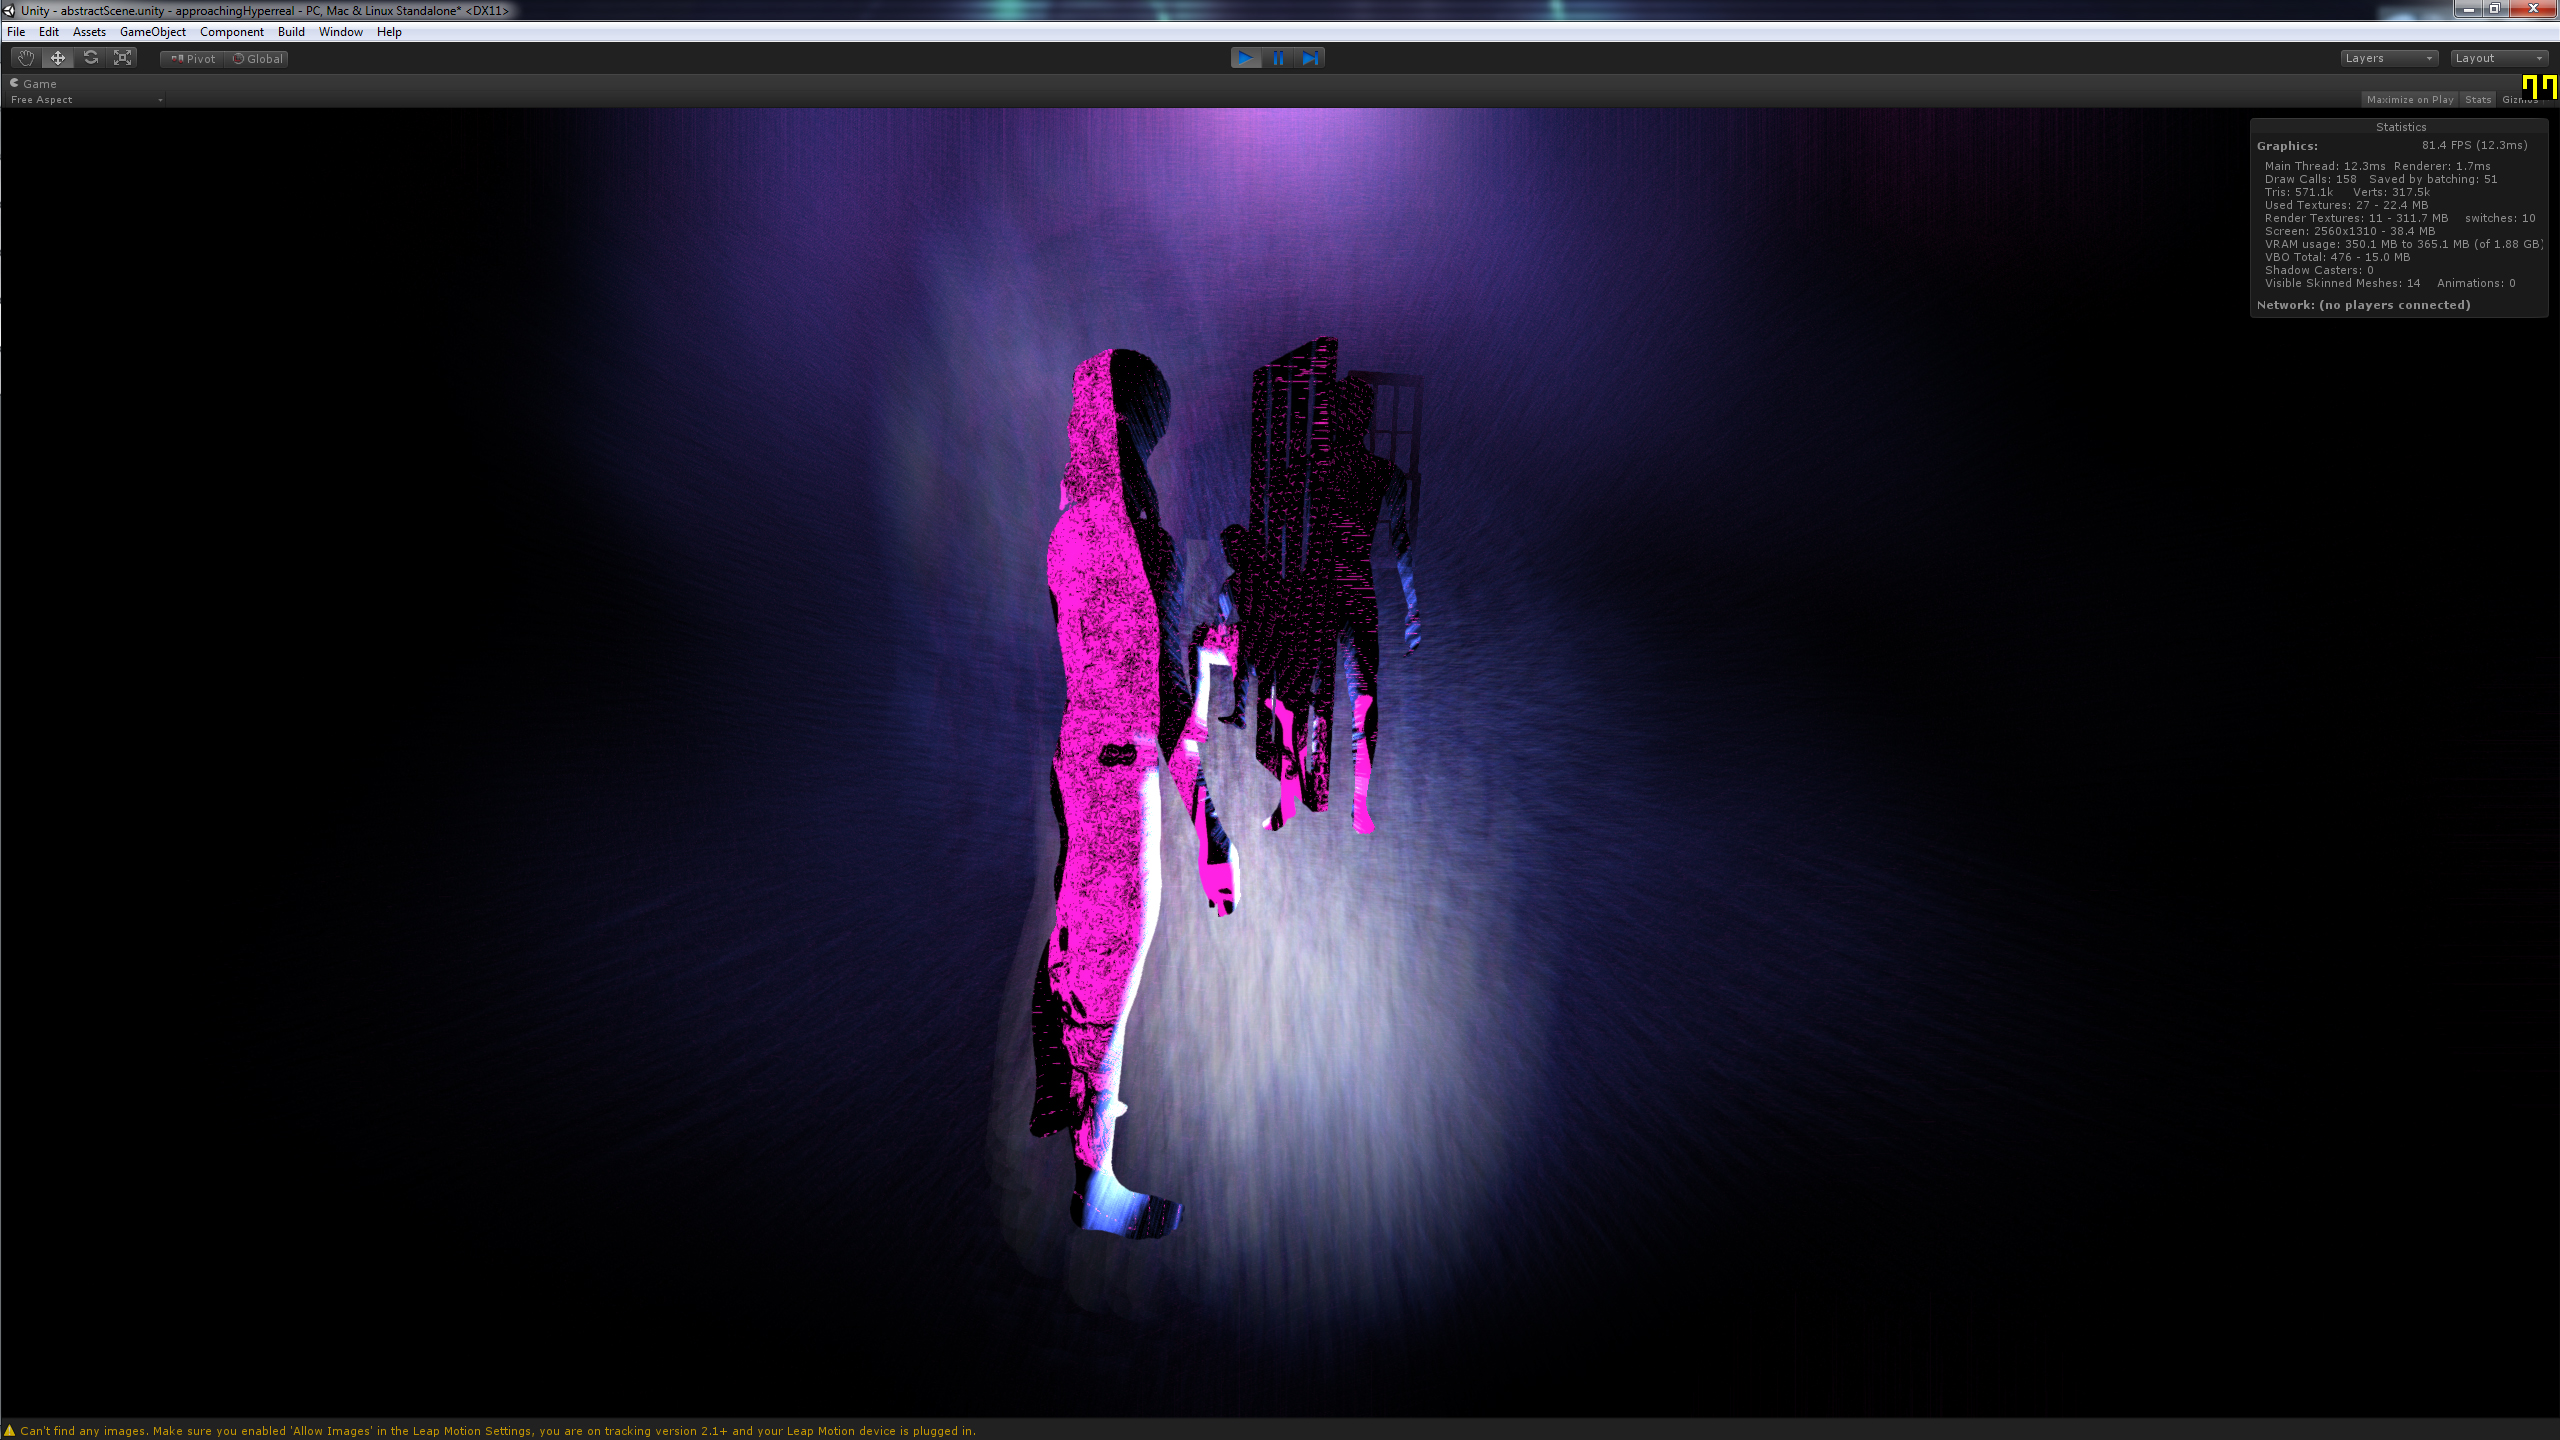 Unity - abstractScene.unity - approachingHyperreal - PC, Mac & Linux Standalone* <DX11>
File Edit Assets GameObject Component Build Window Help
Pivot Global Layers Layout
Game
Free Aspect Maximize on Play Stats
77
Statistics
Graphics: 81.4 FPS (12.3ms)
Main Thread: 12.3ms Renderer: 1.7ms
Draw Calls: 158 Saved by batching: 51
Tris: 571.1k Verts: 317.5k
Used Textures: 27 - 22.4 MB
Render Textures: 11 - 311.7 MB switches: 10
Screen: 2560x1310 - 38.4 MB
VRAM usage: 350.1 MB to 365.1 MB (of 1.88 GB)
VBO Total: 476 - 15.0 MB
Shadow Casters: 0
Visible Skinned Meshes: 14 Animations: 0
Network: (no players connected)
Can't find any images. Make sure you enabled 'Allow Images' in the Leap Motion Settings, you are on tracking version 2.1+ and your Leap Motion device is plugged in.